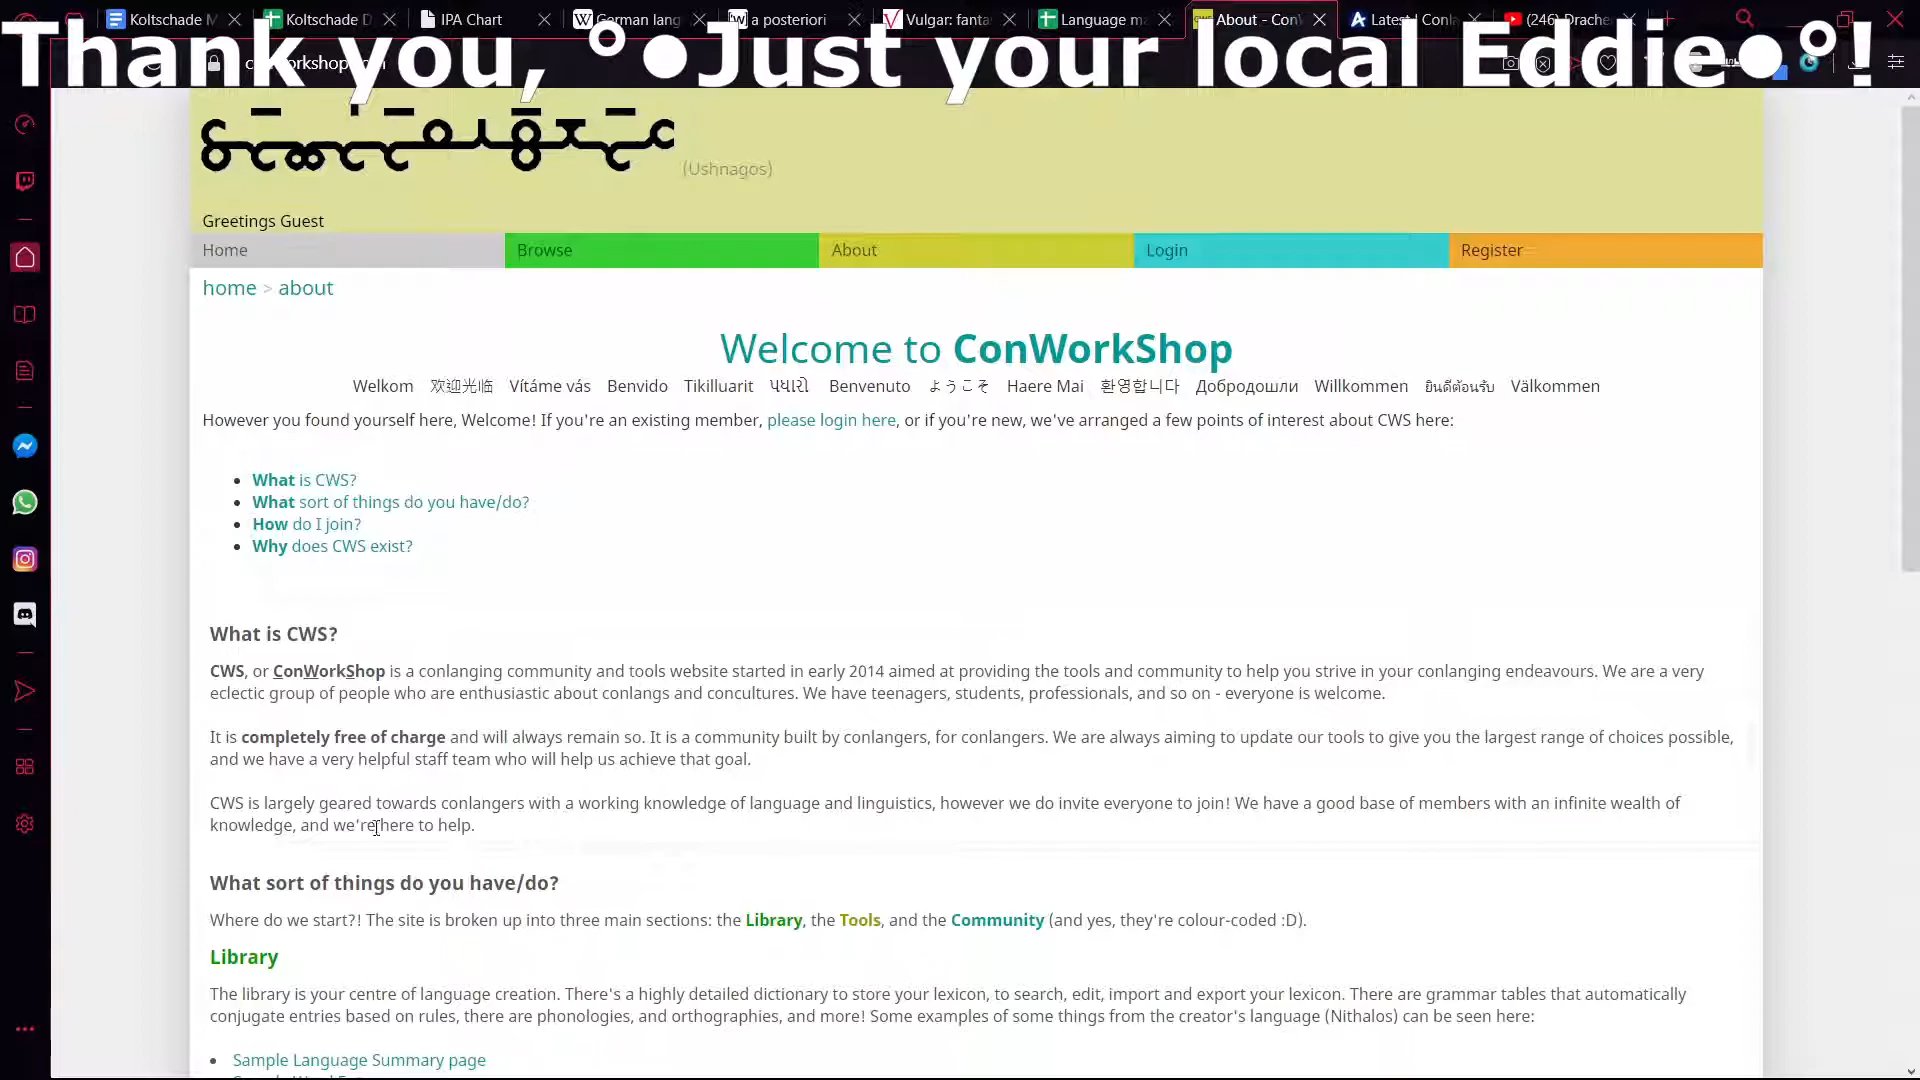 Koltschade M
Koltschade D
IPA Chart
German lang
a posteriori
Vulgar: fanta
Language ma
About - ConW
Latest | Conla
(246) Drache
Thank you, °●Just your local Eddie●°!
(Ushnagos)
Greetings Guest
Home
Browse
About
Login
Register
home > about
Welcome to ConWorkShop
Welkom 欢迎光临 Vítáme vás Benvido Tikilluarit પધારો Benvenuto ようこそ Haere Mai 환영합니다 Добродошли Willkommen ยินดีต้อนรับ Välkommen
However you found yourself here, Welcome! If you're an existing member, please login here, or if you're new, we've arranged a few points of interest about CWS here:
What is CWS?
What sort of things do you have/do?
How do I join?
Why does CWS exist?
What is CWS?
CWS, or ConWorkShop is a conlanging community and tools website started in early 2014 aimed at providing the tools and community to help you strive in your conlanging endeavours. We are a very
eclectic group of people who are enthusiastic about conlangs and concultures. We have teenagers, students, professionals, and so on - everyone is welcome.
It is completely free of charge and will always remain so. It is a community built by conlangers, for conlangers. We are always aiming to update our tools to give you the largest range of choices possible,
and we have a very helpful staff team who will help us achieve that goal.
CWS is largely geared towards conlangers with a working knowledge of language and linguistics, however we do invite everyone to join! We have a good base of members with an infinite wealth of
knowledge, and we're here to help.
What sort of things do you have/do?
Where do we start?! The site is broken up into three main sections: the Library, the Tools, and the Community (and yes, they're colour-coded :D).
Library
The library is your centre of language creation. There's a highly detailed dictionary to store your lexicon, to search, edit, import and export your lexicon. There are grammar tables that automatically
conjugate entries based on rules, there are phonologies, and orthographies, and more! Some examples of some things from the creator's language (Nithalos) can be seen here:
Sample Language Summary page